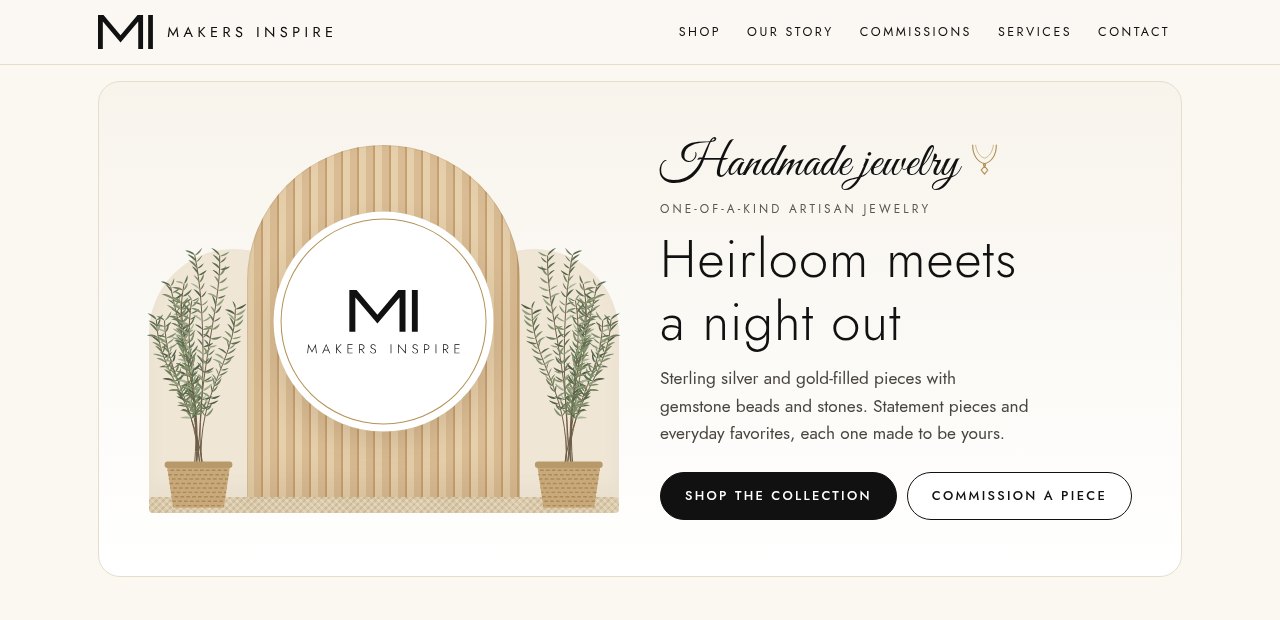 MI MAKERS INSPIRE
SHOP OUR STORY COMMISSIONS SERVICES CONTACT
MI
MAKERS INSPIRE
Handmade jewelry
ONE-OF-A-KIND ARTISAN JEWELRY
Heirloom meets
a night out
Sterling silver and gold-filled pieces with
gemstone beads and stones. Statement pieces and
everyday favorites, each one made to be yours.
SHOP THE COLLECTION
COMMISSION A PIECE